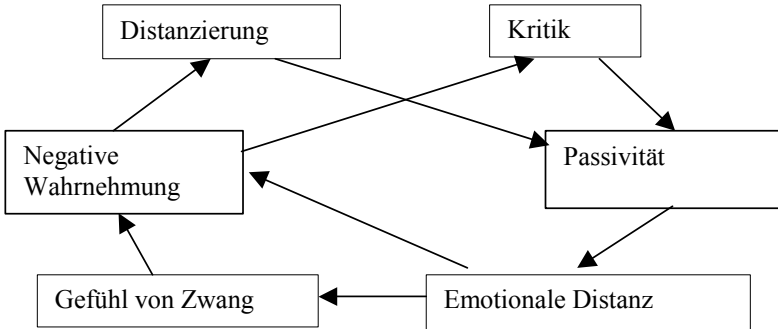 Distanzierung
Kritik
Negative
Wahrnehmung
Passivität
Gefühl von Zwang
Emotionale Distanz